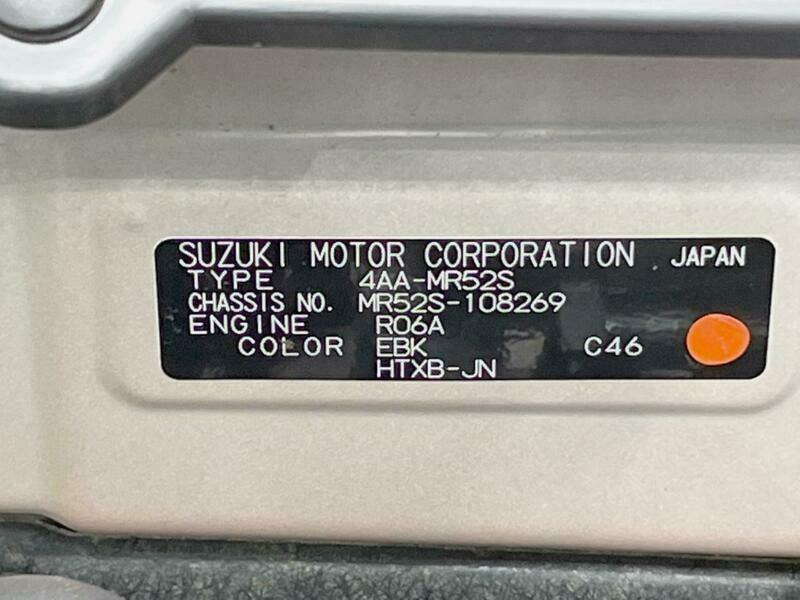 SUZUKI MOTOR CORPORATION JAPAN
TYPE 4AA-MR52S
CHASSIS NO. MR52S-108269
ENGINE R06A
COLOR EBK C46
HTXB-JN